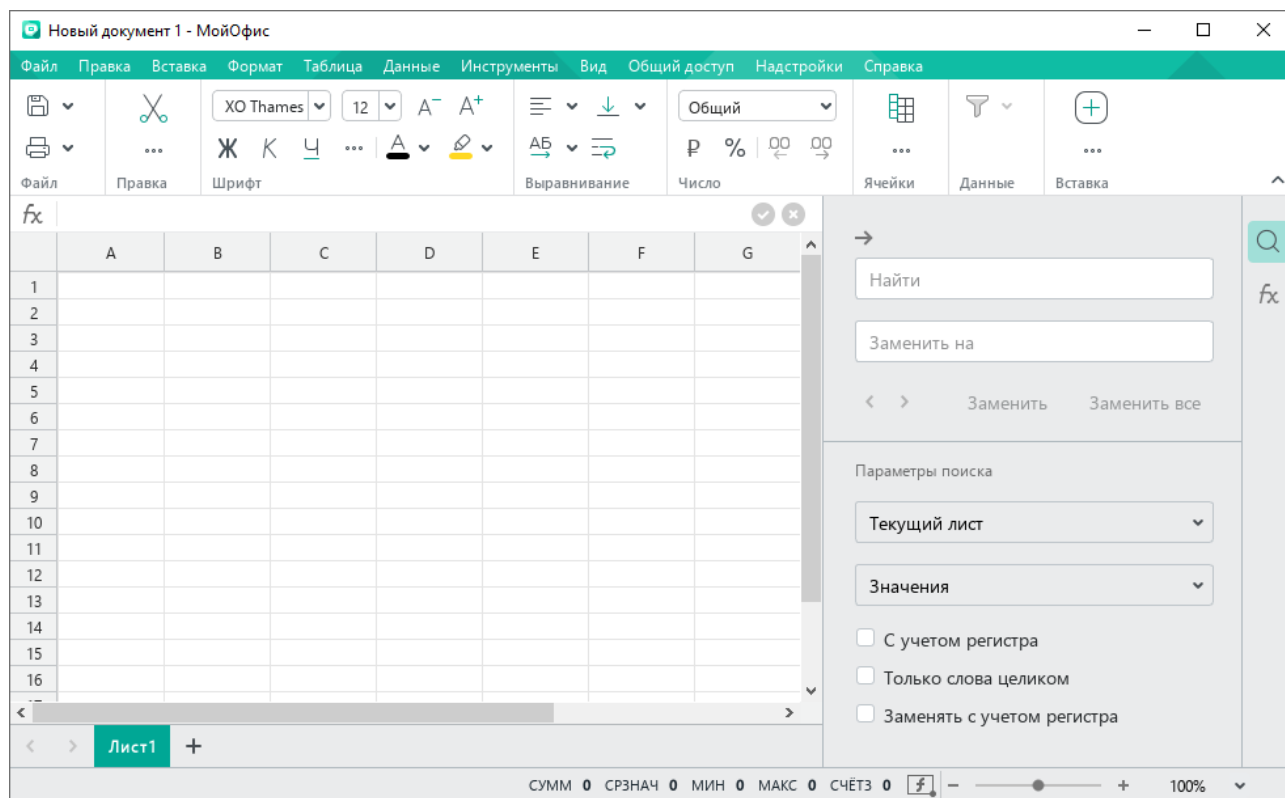 Новый документ 1 - МойОфис
Файл Правка Вставка Формат Таблица Данные Инструменты Вид Общий доступ Надстройки Справка
XO Thames 12 А− А+ Общий
Ж К Ч А АБ ₽ % .00 .00
Файл Правка Шрифт Выравнивание Число Ячейки Данные Вставка
fx
A B C D E F G
1
2
3
4
5
6
7
8
9
10
11
12
13
14
15
16
Найти
Заменить на
Заменить Заменить все
Параметры поиска
Текущий лист
Значения
С учетом регистра
Только слова целиком
Заменять с учетом регистра
fx
Лист1 +
СУММ 0 СРЗНАЧ 0 МИН 0 МАКС 0 СЧЁТЗ 0 f − + 100%